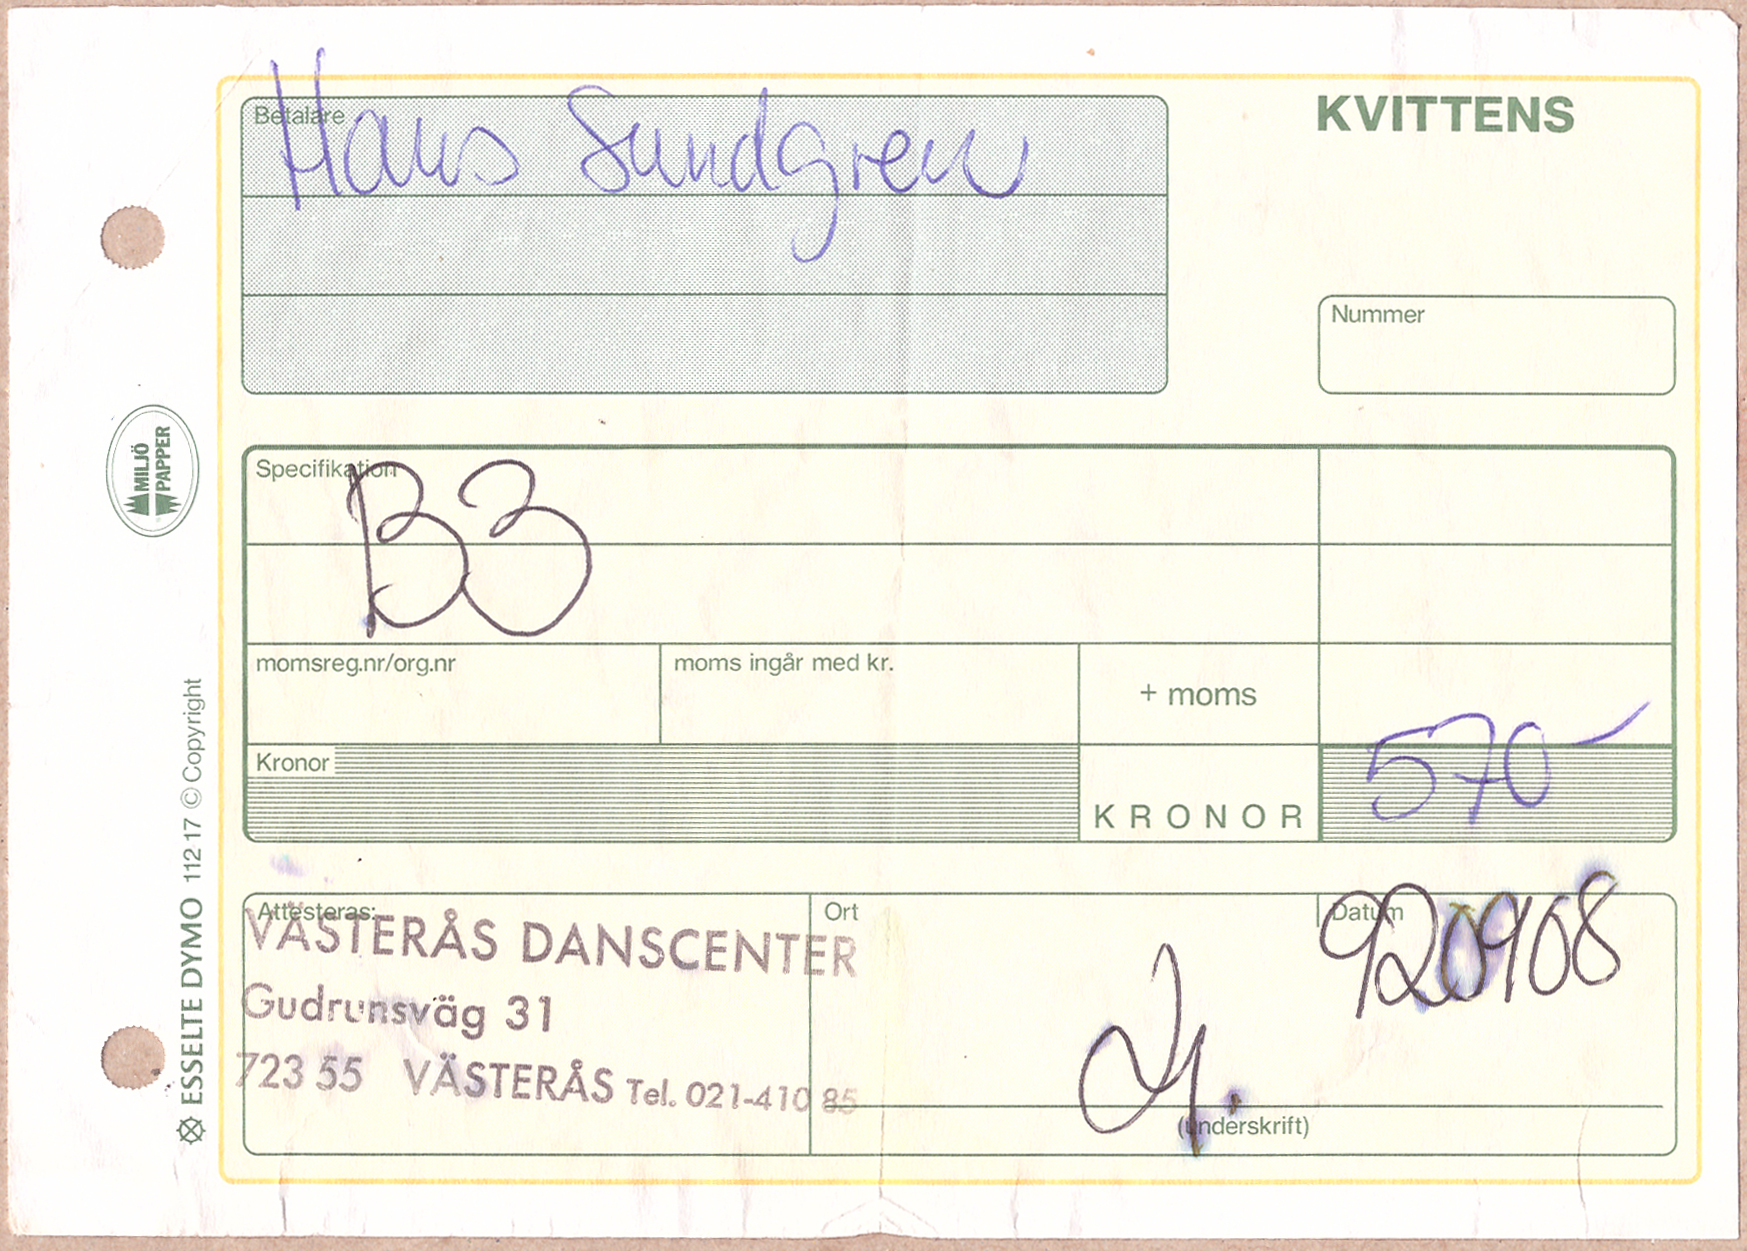 KVITTENS
Betalare
Hans Sundgren
Nummer
MILJÖ
PAPPER
Specifikation
B3
momsreg.nr/org.nr
moms ingår med kr.
+ moms
Kronor
KRONOR
570-
Attesteras:
Ort
Datum
920908
VÄSTERÅS DANSCENTER
Gudrunsväg 31
723 55 VÄSTERÅS Tel. 021-410 85
(underskrift)
ESSELTE DYMO 112 17 © Copyright